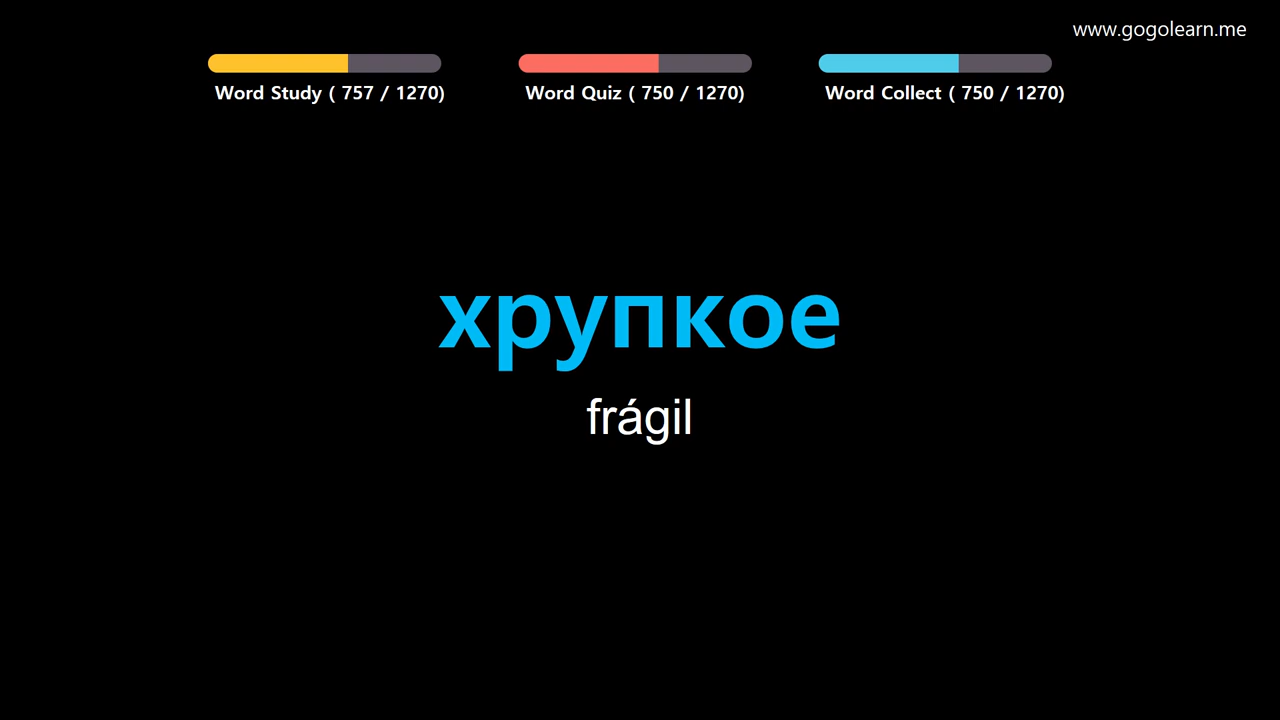 www.gogolearn.me
Word Study ( 757 / 1270)
Word Quiz ( 750 / 1270)
Word Collect ( 750 / 1270)
хрупкое
frágil